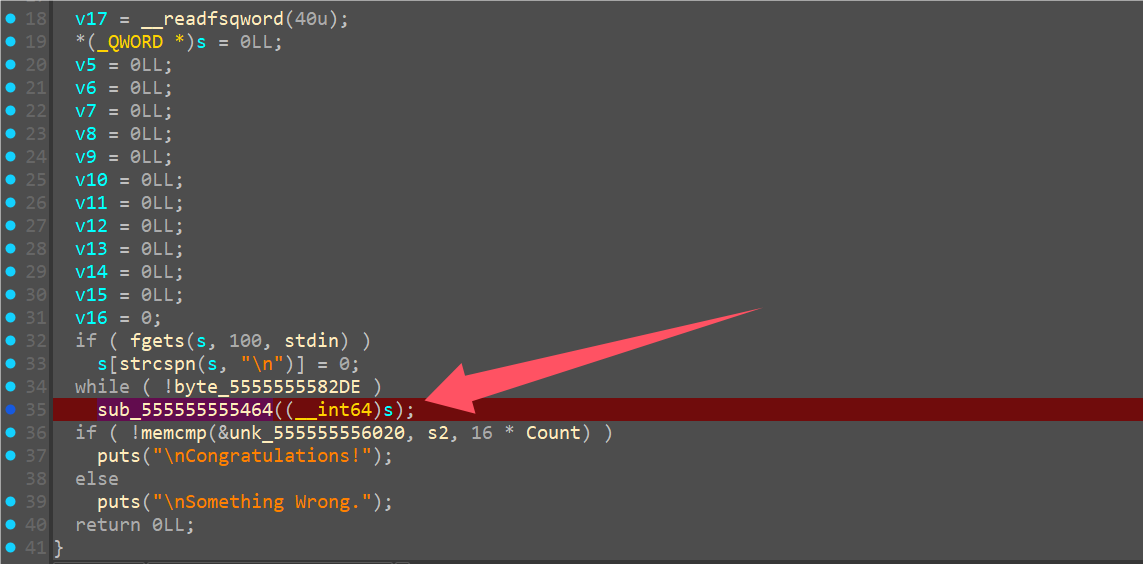 18 v17 = __readfsqword(40u);
19 *(_QWORD *)s = 0LL;
20 v5 = 0LL;
21 v6 = 0LL;
22 v7 = 0LL;
23 v8 = 0LL;
24 v9 = 0LL;
25 v10 = 0LL;
26 v11 = 0LL;
27 v12 = 0LL;
28 v13 = 0LL;
29 v14 = 0LL;
30 v15 = 0LL;
31 v16 = 0;
32 if ( fgets(s, 100, stdin) )
33 s[strcspn(s, "\n")] = 0;
34 while ( !byte_5555555582DE )
35 sub_555555555464((__int64)s);
36 if ( !memcmp(&unk_555555556020, s2, 16 * Count) )
37 puts("\nCongratulations!");
38 else
39 puts("\nSomething Wrong.");
40 return 0LL;
41 }